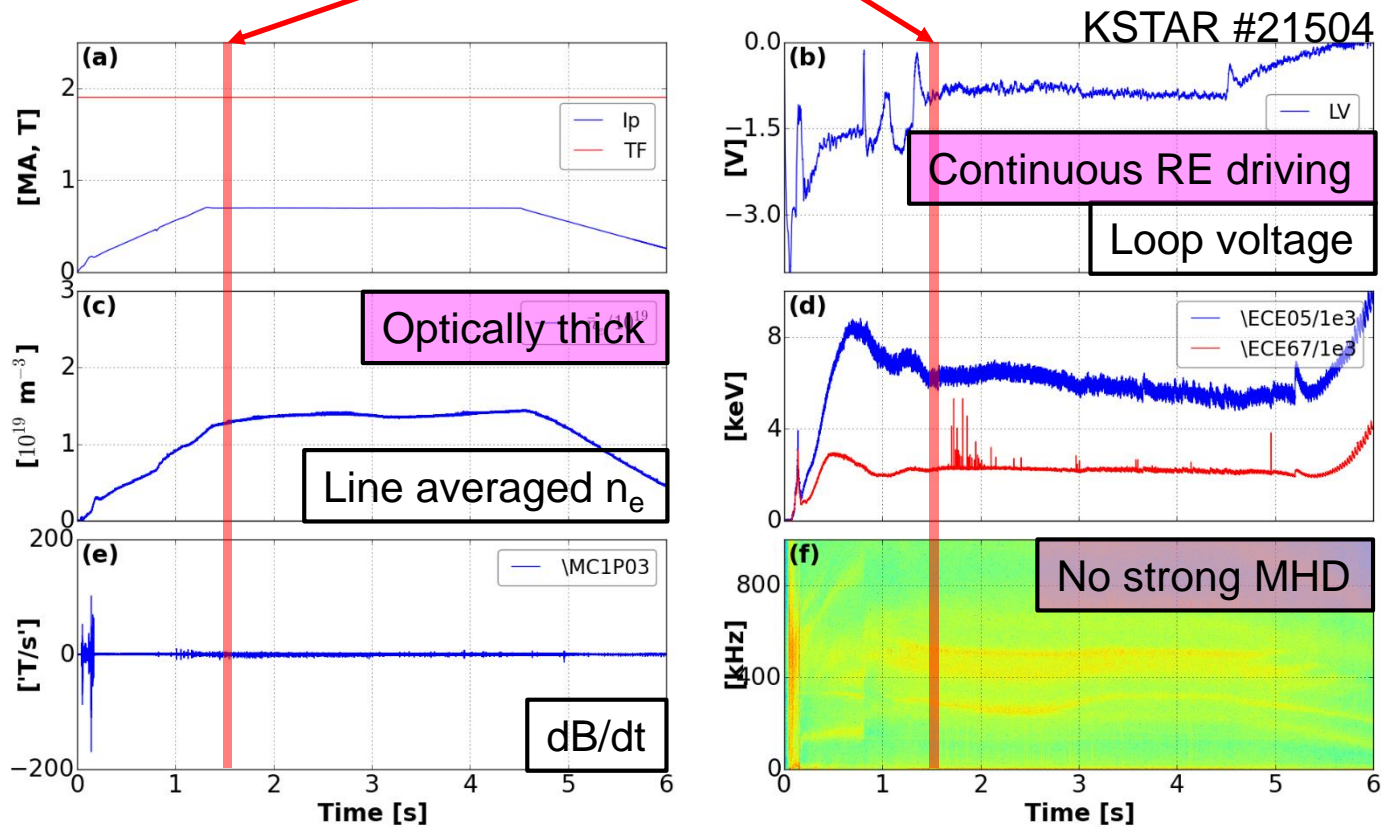 KSTAR #21504
(a)
[MA, T]
2
1
0
Ip
TF
(b)
[V]
0.0
−1.5
−3.0
LV
Continuous RE driving
Loop voltage
(c)
[10¹⁹ m⁻³]
3
2
1
0
Optically thick
/10¹⁹
Line averaged nₑ
(d)
[keV]
8
4
0
\ECE05/1e3
\ECE67/1e3
(e)
['T/s']
200
0
−200
\MC1P03
dB/dt
0 1 2 3 4 5 6
Time [s]
(f)
[kHz]
800
400
0
No strong MHD
0 1 2 3 4 5 6
Time [s]